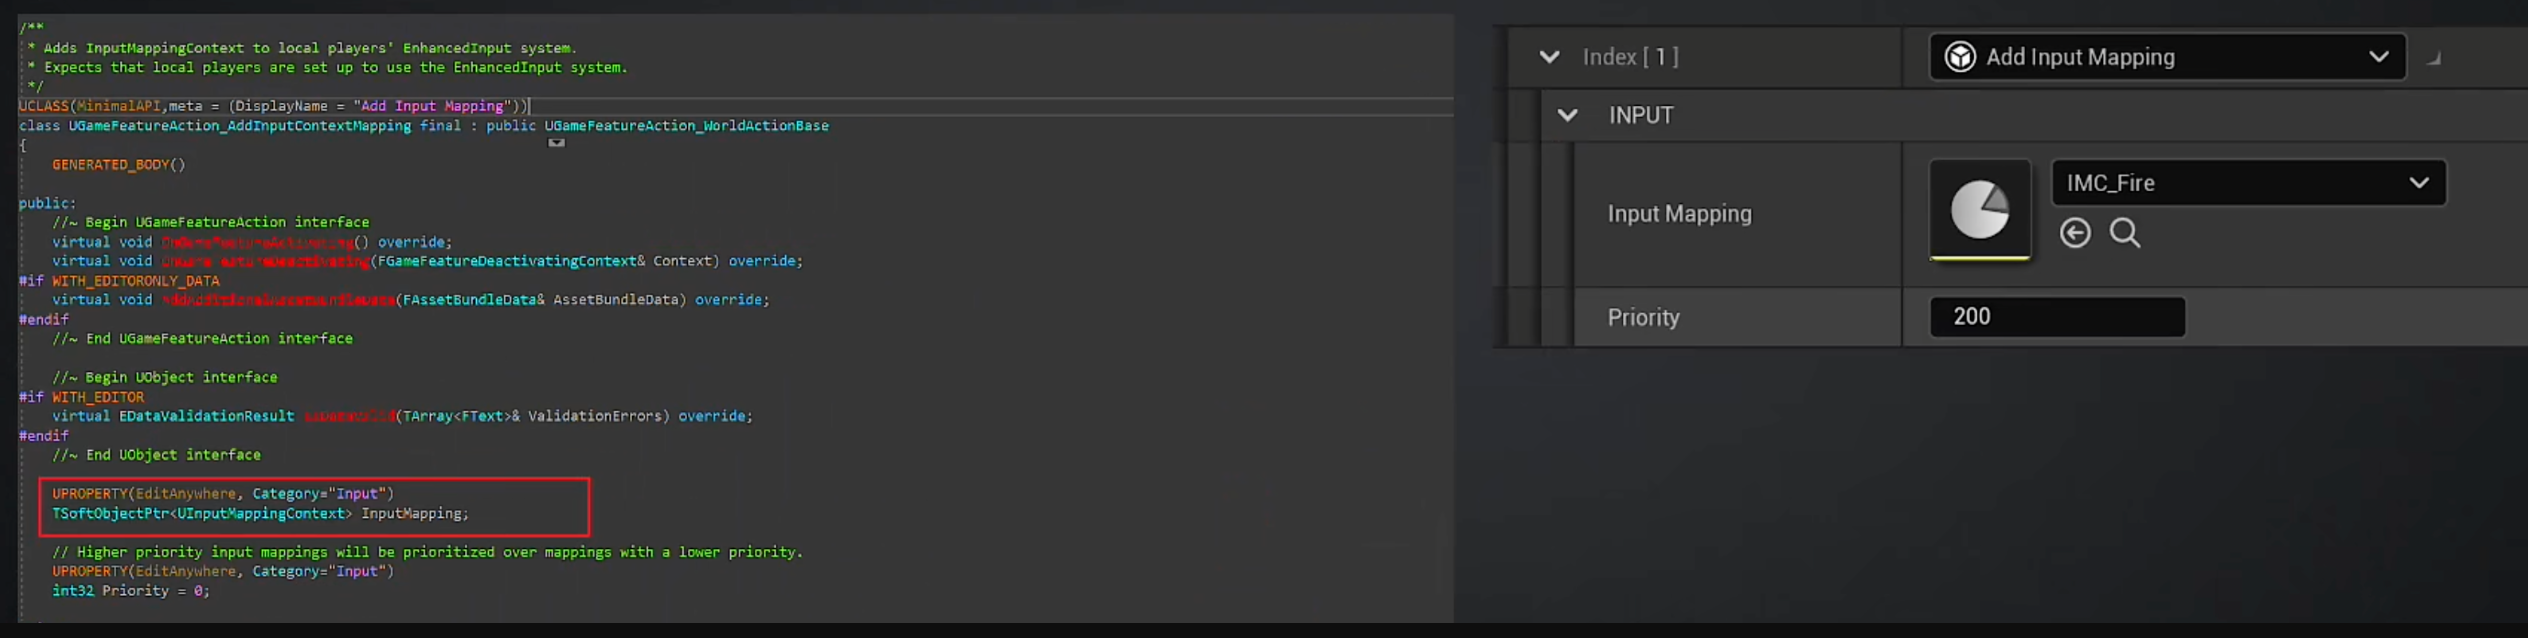 /**
* Adds InputMappingContext to local players' EnhancedInput system.
* Expects that local players are set up to use the EnhancedInput system.
*/
UCLASS(MinimalAPI,meta = (DisplayName = "Add Input Mapping"))
class UGameFeatureAction_AddInputContextMapping final : public UGameFeatureAction_WorldActionBase
{
GENERATED_BODY()
public:
//~ Begin UGameFeatureAction interface
virtual void () override;
virtual void (FGameFeatureDeactivatingContext& Context) override;
#if WITH_EDITORONLY_DATA
virtual void (FAssetBundleData& AssetBundleData) override;
#endif
//~ End UGameFeatureAction interface
//~ Begin UObject interface
#if WITH_EDITOR
virtual EDataValidationResult (TArray<FText>& ValidationErrors) override;
#endif
//~ End UObject interface
UPROPERTY(EditAnywhere, Category="Input")
TSoftObjectPtr<UInputMappingContext> InputMapping;
// Higher priority input mappings will be prioritized over mappings with a lower priority.
UPROPERTY(EditAnywhere, Category="Input")
int32 Priority = 0;
Index [ 1 ]
Add Input Mapping
INPUT
Input Mapping
IMC_Fire
Priority
200